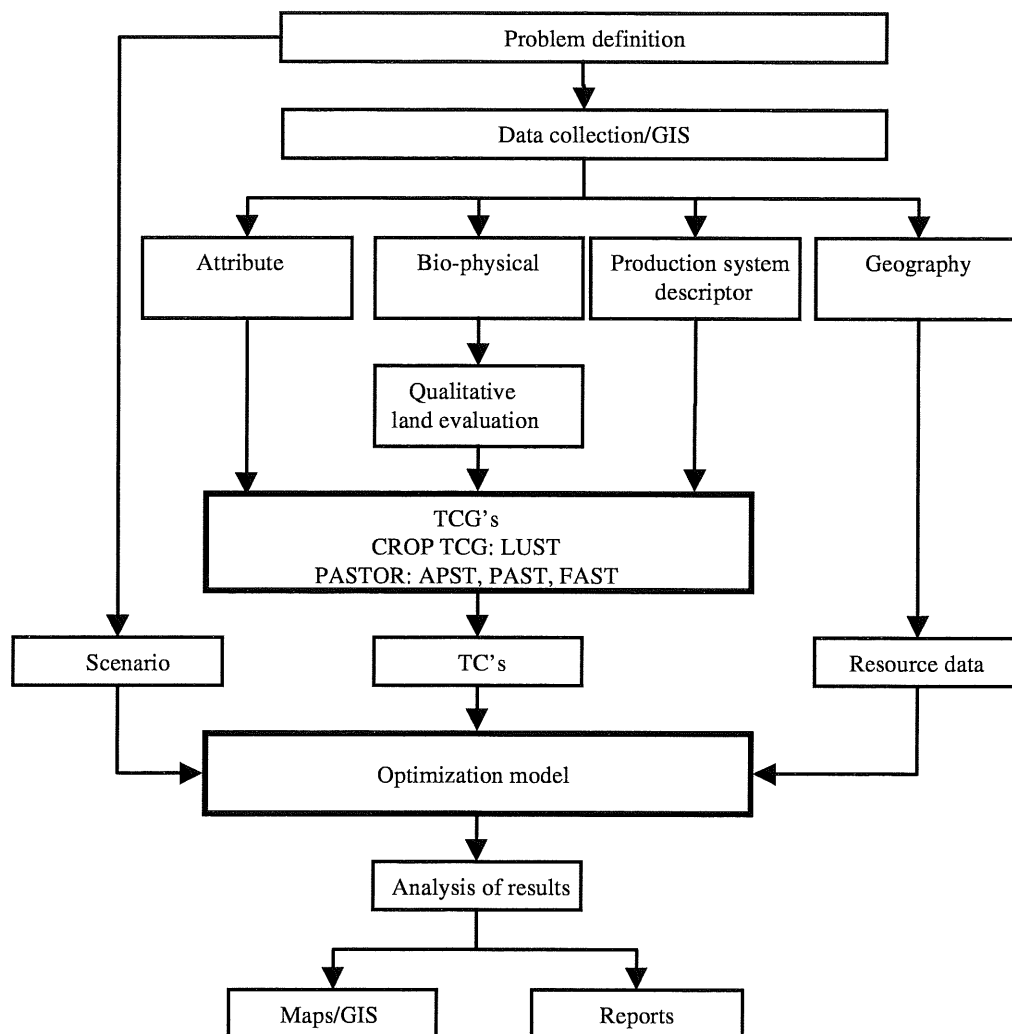 Problem definition
Data collection/GIS
Attribute
Bio-physical
Production system
descriptor
Geography
Qualitative
land evaluation
TCG’s
CROP TCG: LUST
PASTOR: APST, PAST, FAST
Scenario
TC’s
Resource data
Optimization model
Analysis of results
Maps/GIS
Reports